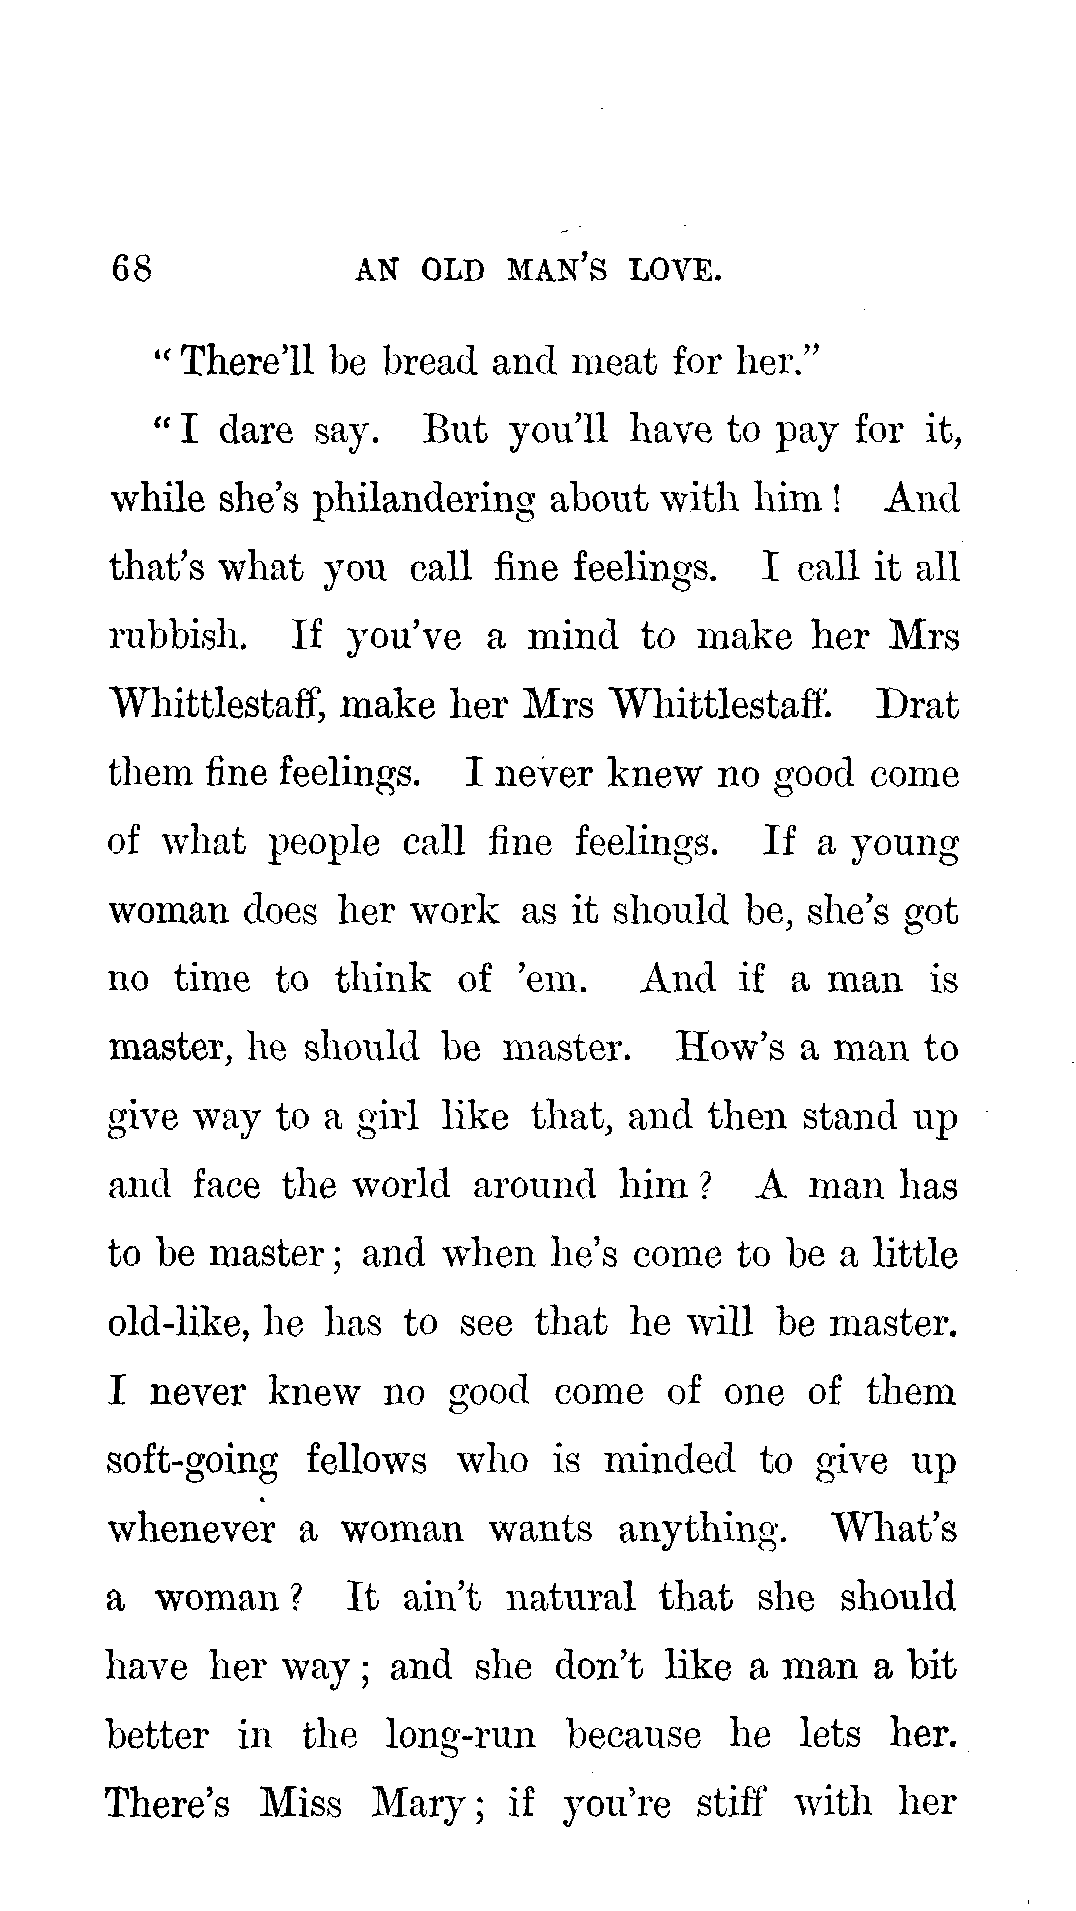 68 AN OLD MAN'S LOVE.
“There'll be bread and meat for her.”
“I dare say. But you'll have to pay for it,
while she's philandering about with him! And
that's what you call fine feelings. I call it all
rubbish. If you've a mind to make her Mrs
Whittlestaff, make her Mrs Whittlestaff. Drat
them fine feelings. I never knew no good come
of what people call fine feelings. If a young
woman does her work as it should be, she's got
no time to think of 'em. And if a man is
master, he should be master. How's a man to
give way to a girl like that, and then stand up
and face the world around him? A man has
to be master; and when he's come to be a little
old-like, he has to see that he will be master.
I never knew no good come of one of them
soft-going fellows who is minded to give up
whenever a woman wants anything. What's
a woman? It ain't natural that she should
have her way; and she don't like a man a bit
better in the long-run because he lets her.
There's Miss Mary; if you're stiff with her